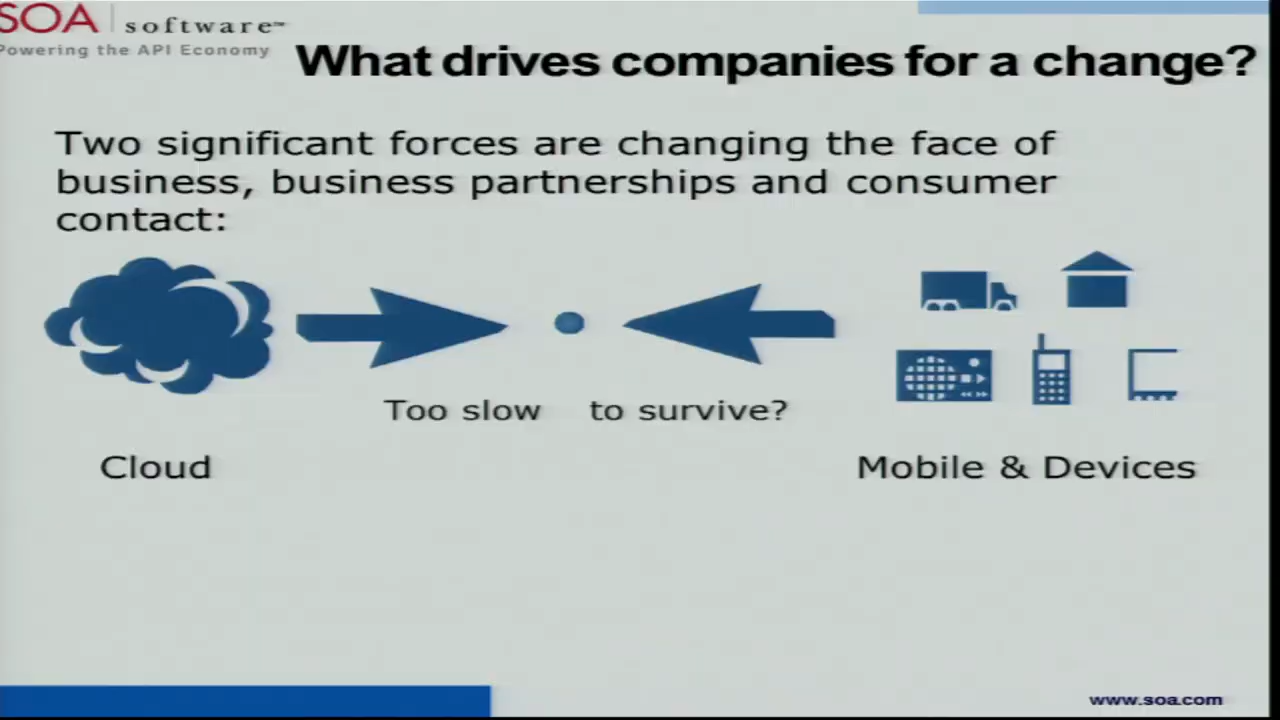 SOA software™
Powering the API Economy
What drives companies for a change?
Two significant forces are changing the face of
business, business partnerships and consumer
contact:
Too slow to survive?
Cloud
Mobile & Devices
www.soa.com